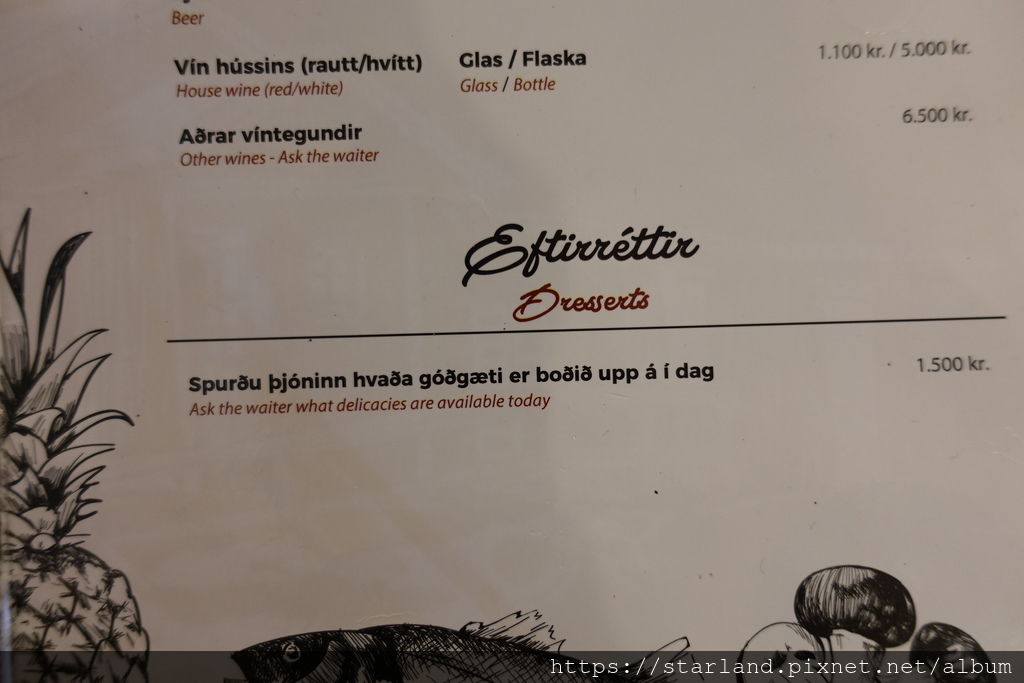 Beer
Vín hússins (rautt/hvítt) Glas / Flaska 1.100 kr. / 5.000 kr.
House wine (red/white) Glass / Bottle
Aðrar víntegundir 6.500 kr.
Other wines - Ask the waiter
Eftirréttir
Desserts
Spurðu þjóninn hvaða góðgæti er boðið upp á í dag 1.500 kr.
Ask the waiter what delicacies are available today
https://starland.pixnet.net/album